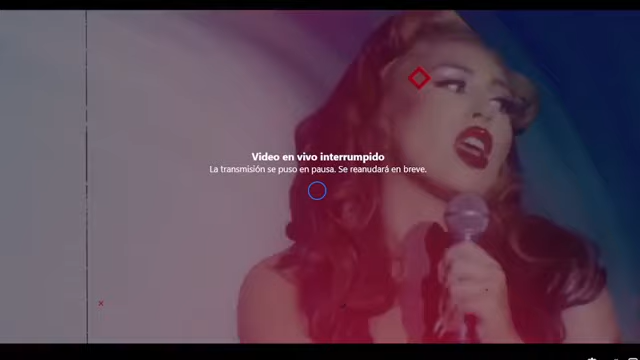 Video en vivo interrumpido
La transmisión se puso en pausa. Se reanudará en breve.